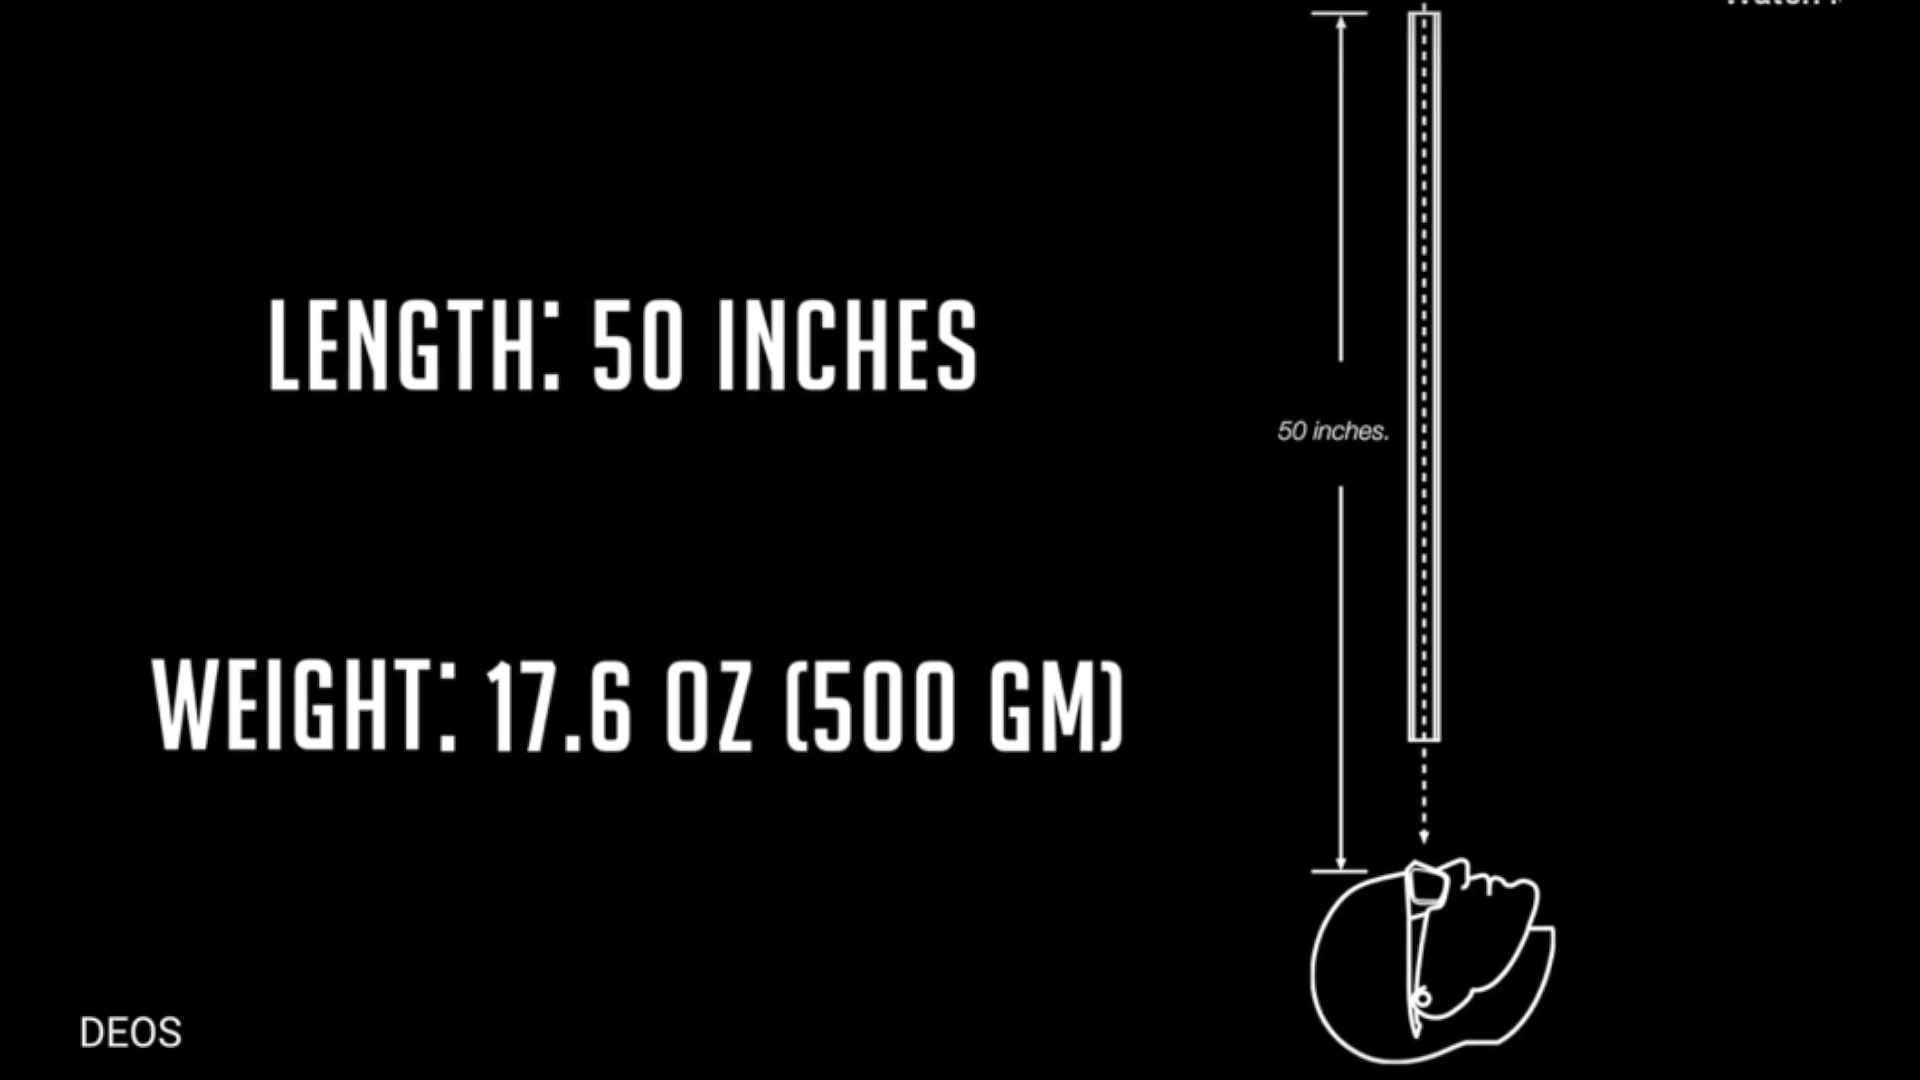 LENGTH: 50 INCHES
50 inches.
WEIGHT: 17.6 OZ (500 GM)
DEOS